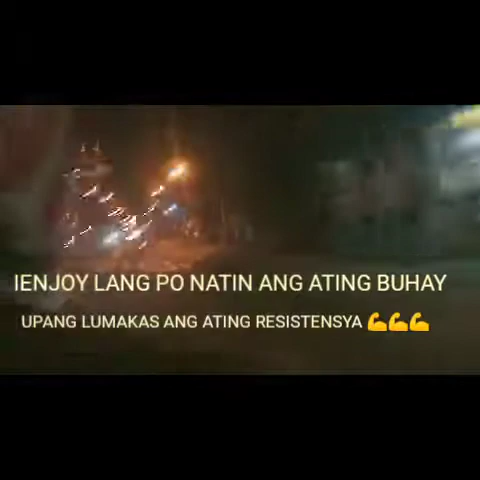 IENJOY LANG PO NATIN ANG ATING BUHAY
UPANG LUMAKAS ANG ATING RESISTENSYA 💪💪💪